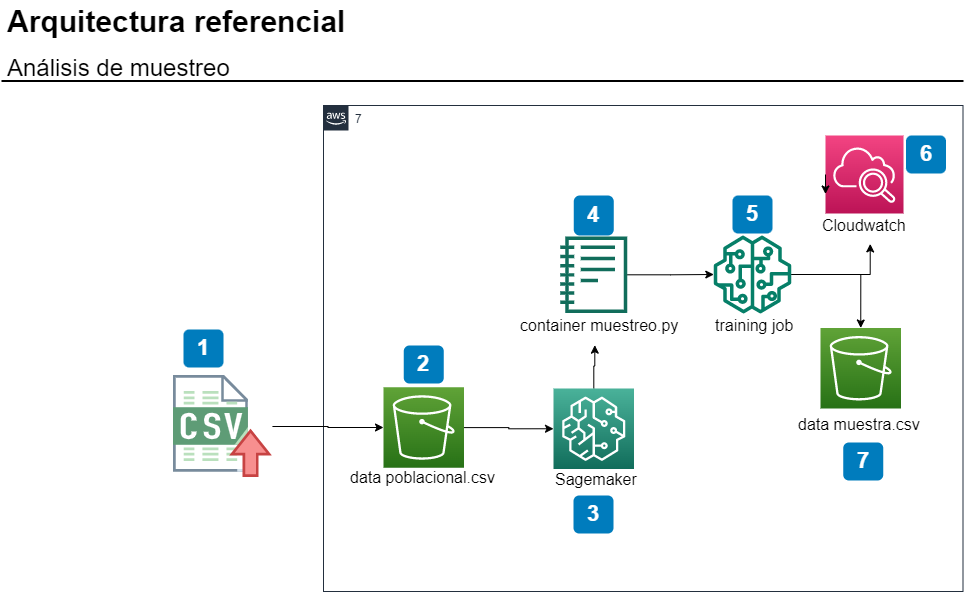 Arquitectura referencial
Análisis de muestreo
aws
7
6
Cloudwatch
4
5
container muestreo.py
training job
1
CSV
2
data poblacional.csv
Sagemaker
3
data muestra.csv
7